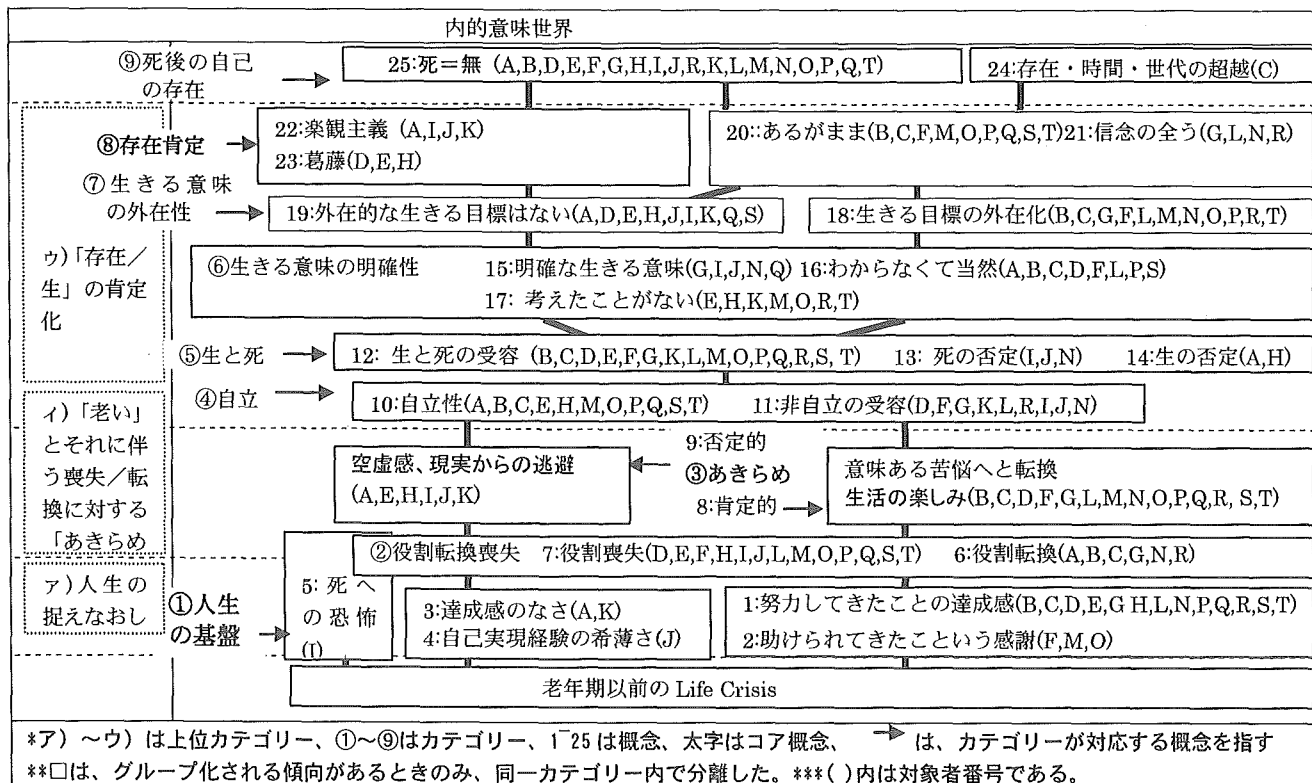 内的意味世界
⑨死後の自己
の存在
25:死＝無 (A,B,D,E,F,G,H,I,J,R,K,L,M,N,O,P,Q,T)
24:存在・時間・世代の超越(C)
⑧存在肯定
22:楽観主義 (A,I,J,K)
23:葛藤(D,E,H)
20::あるがまま(B,C,F,M,O,P,Q,S,T)21:信念の全う(G,L,N,R)
⑦生きる意味
の外在性
19:外在的な生きる目標はない(A,D,E,H,J,I,K,Q,S)
18:生きる目標の外在化(B,C,G,F,L,M,N,O,P,R,T)
ゥ)「存在／
生」の肯定
化
⑥生きる意味の明確性
15:明確な生きる意味(G,I,J,N,Q) 16:わからなくて当然(A,B,C,D,F,L,P,S)
17: 考えたことがない(E,H,K,M,O,R,T)
⑤生と死
12: 生と死の受容 (B,C,D,E,F,G,K,L,M,O,P,Q,R,S, T)
13: 死の否定(I,J,N)
14:生の否定(A,H)
④自立
10:自立性(A,B,C,E,H,M,O,P,Q,S,T)
11:非自立の受容(D,F,G,K,L,R,I,J,N)
ィ)「老い」
とそれに伴
う喪失／転
換に対する
「あきらめ
空虚感、現実からの逃避
(A,E,H,I,J,K)
9:否定的
③あきらめ
8:肯定的
意味ある苦悩へと転換
生活の楽しみ(B,C,D,F,G,L,M,N,O,P,Q,R, S,T)
②役割転換喪失
7:役割喪失(D,E,F,H,I,J,L,M,O,P,Q,S,T)
6:役割転換(A,B,C,G,N,R)
ァ)人生の
捉えなおし
①人生
の基盤
5: 死へ
の恐怖
(I)
3:達成感のなさ(A,K)
4:自己実現経験の希薄さ(J)
1:努力してきたことの達成感(B,C,D,E,G H,L,N,P,Q,R,S,T)
2:助けられてきたこという感謝(F,M,O)
老年期以前の Life Crisis
*ア）～ウ）は上位カテゴリー、①～⑨はカテゴリー、1‾25 は概念、太字はコア概念、 は、カテゴリーが対応する概念を指す
**□は、グループ化される傾向があるときのみ、同一カテゴリー内で分離した。***( )内は対象者番号である。